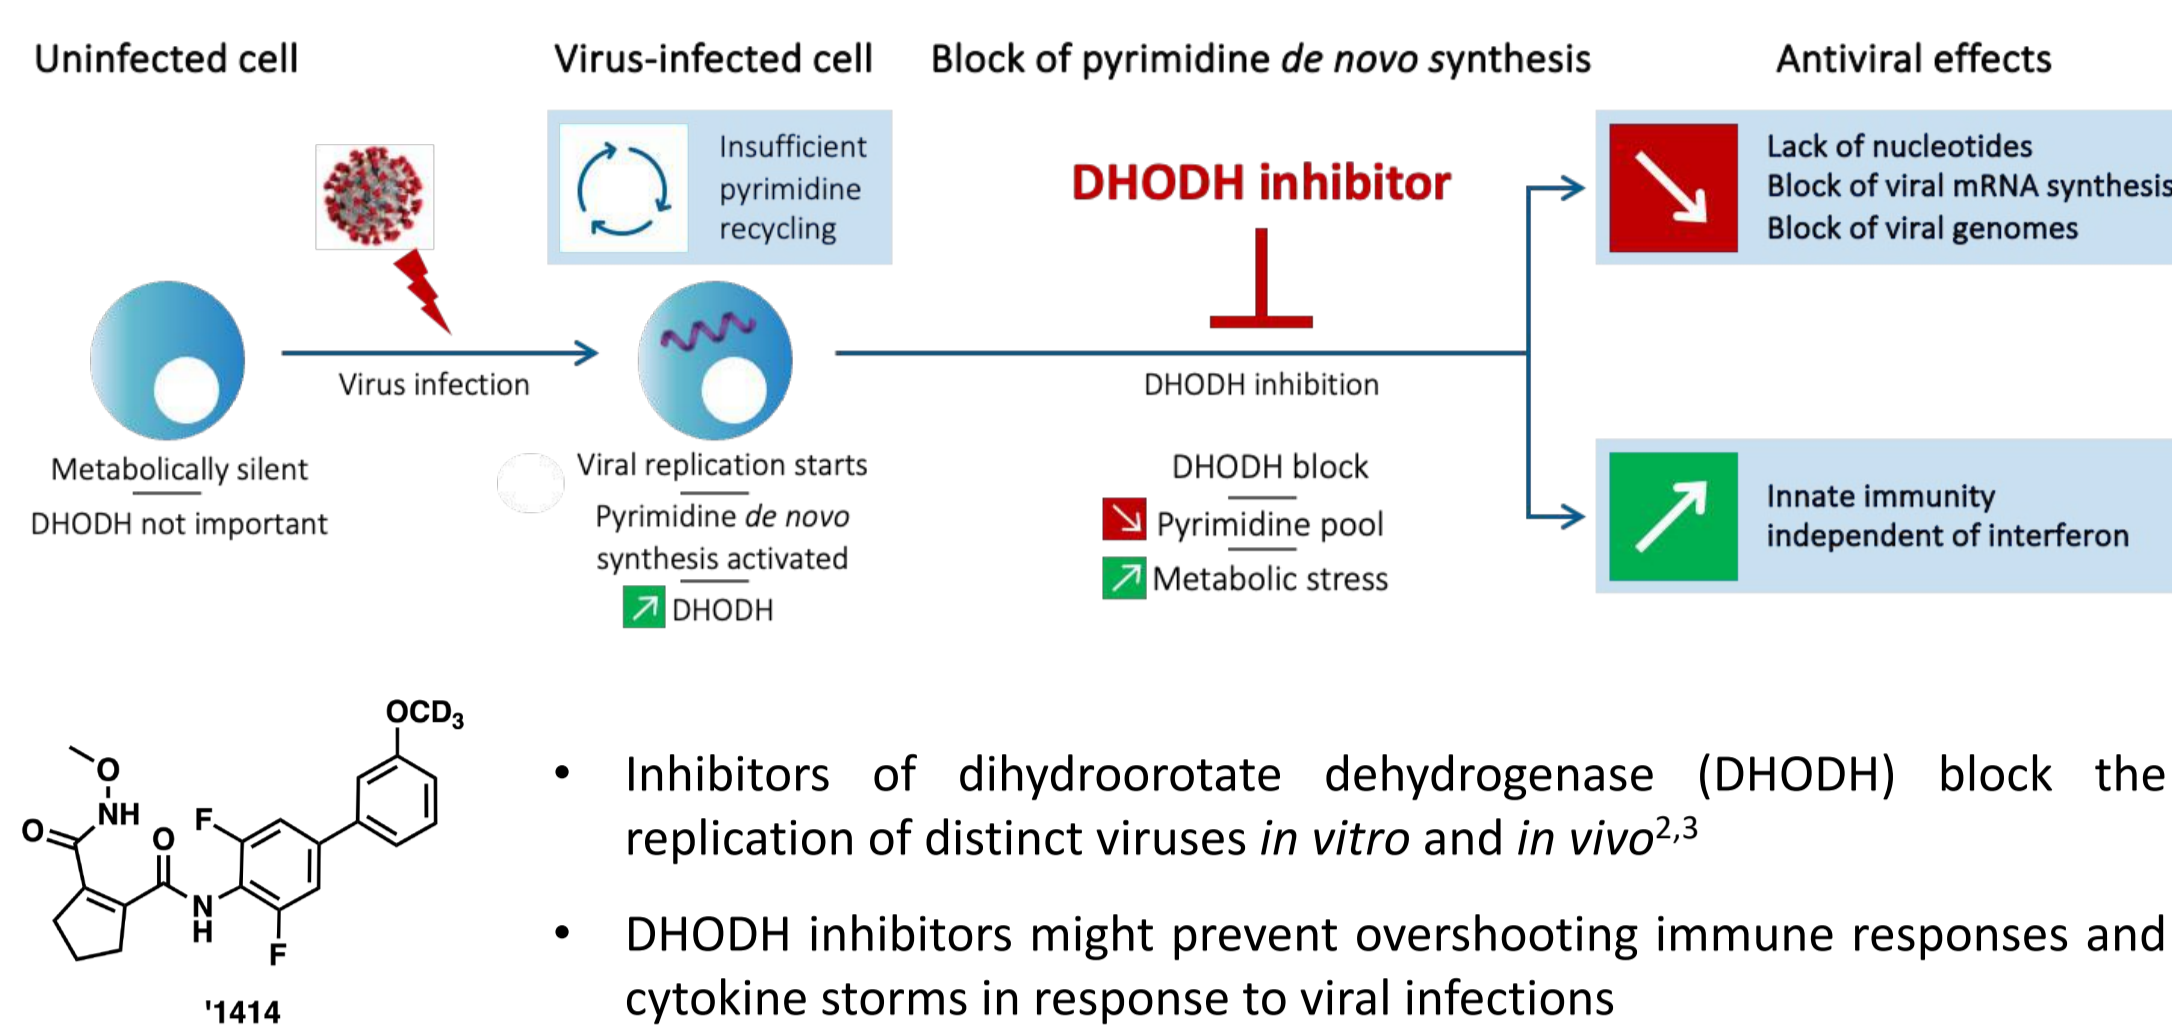 Uninfected cell
Virus-infected cell
Block of pyrimidine de novo synthesis
Antiviral effects
Insufficient
pyrimidine
recycling
DHODH inhibitor
Lack of nucleotides
Block of viral mRNA synthesis
Block of viral genomes
Virus infection
DHODH inhibition
Metabolically silent
DHODH not important
Viral replication starts
Pyrimidine de novo
synthesis activated
DHODH
DHODH block
Pyrimidine pool
Metabolic stress
Innate immunity
independent of interferon
OCD3
O
NH
O
O
F
N
H
F
'1414
• Inhibitors of dihydroorotate dehydrogenase (DHODH) block the
replication of distinct viruses in vitro and in vivo2,3
• DHODH inhibitors might prevent overshooting immune responses and
cytokine storms in response to viral infections